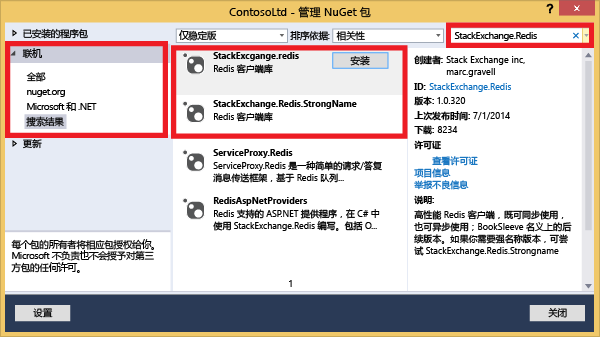 ContosoLtd - 管理 NuGet 包
?
已安装的程序包
联机
全部
nuget.org
Microsoft 和 .NET
搜索结果
更新
每个包的所有者将相应包授权给你。
Microsoft 不负责也不会授予对第三
方包的任何许可。
仅稳定版
排序依据:
相关性
StackExcgange.redis
Redis 客户端库
安装
StackExchange.Redis.StrongName
Redis 客户端库
ServiceProxy.Redis
ServiceProxy.Redis 是一种简单的请求/答复
消息传送框架，基于 Redis 队列...
RedisAspNetProviders
Redis 支持的 ASP.NET 提供程序，在 C# 中
使用 StackExchange.Redis 编写。包括 O...
1
StackExchange.Redis
创建者: Stack Exchange inc,
marc.gravell
ID: StackExchange.Redis
版本: 1.0.320
上次发布时间: 7/1/2014
下载: 8234
许可证
查看许可证
项目信息
举报不良信息
说明:
高性能 Redis 客户端，既可同步使用，
也可异步使用；BookSleeve 名义上的后
续版本。如果你需要强名称版本，可尝
试 StackExchange.Redis.Strongname
设置
关闭